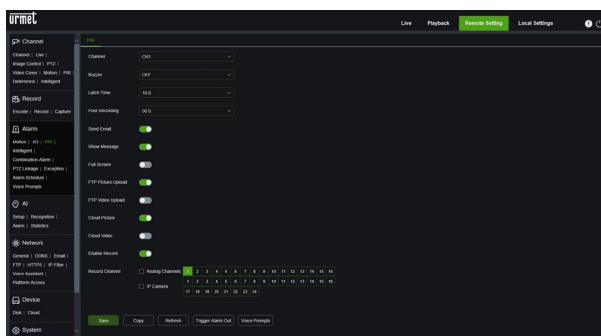 urmet
Live Playback Remote Setting Local Settings
Channel
Channel | Live |
Image Control | PTZ |
Video Cover | Motion | PIR |
Deterrence | Intelligent
Record
Encode | Record | Capture
Alarm
Motion | I/O | PIR |
Intelligent |
Combination Alarm |
PTZ Linkage | Exception |
Alarm Schedule |
Voice Prompts
AI
Setup | Recognition |
Alarm | Statistics
Network
General | DDNS | Email |
FTP | HTTPS | IP Filter |
Voice Assistant |
Platform Access
Device
Disk | Cloud
System
PIR
Channel CH1
Buzzer OFF
Latch Time 10 S
Post Recording 30 S
Send Email
Show Message
Full Screen
FTP Picture Upload
FTP Video Upload
Cloud Picture
Cloud Video
Enable Record
Record Channel Analog Channels 1 2 3 4 5 6 7 8 9 10 11 12 13 14 15 16
IP Camera 1 2 3 4 5 6 7 8 9 10 11 12 13 14 15 16
17 18 19 20 21 22 23 24
Save Copy Refresh Trigger Alarm Out Voice Prompts